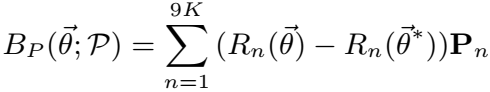 $B_P(\vec{\theta}; \mathcal{P}) = \sum_{n=1}^{9K} (R_n(\vec{\theta}) - R_n(\vec{\theta}^*)) \mathbf{P}_n$